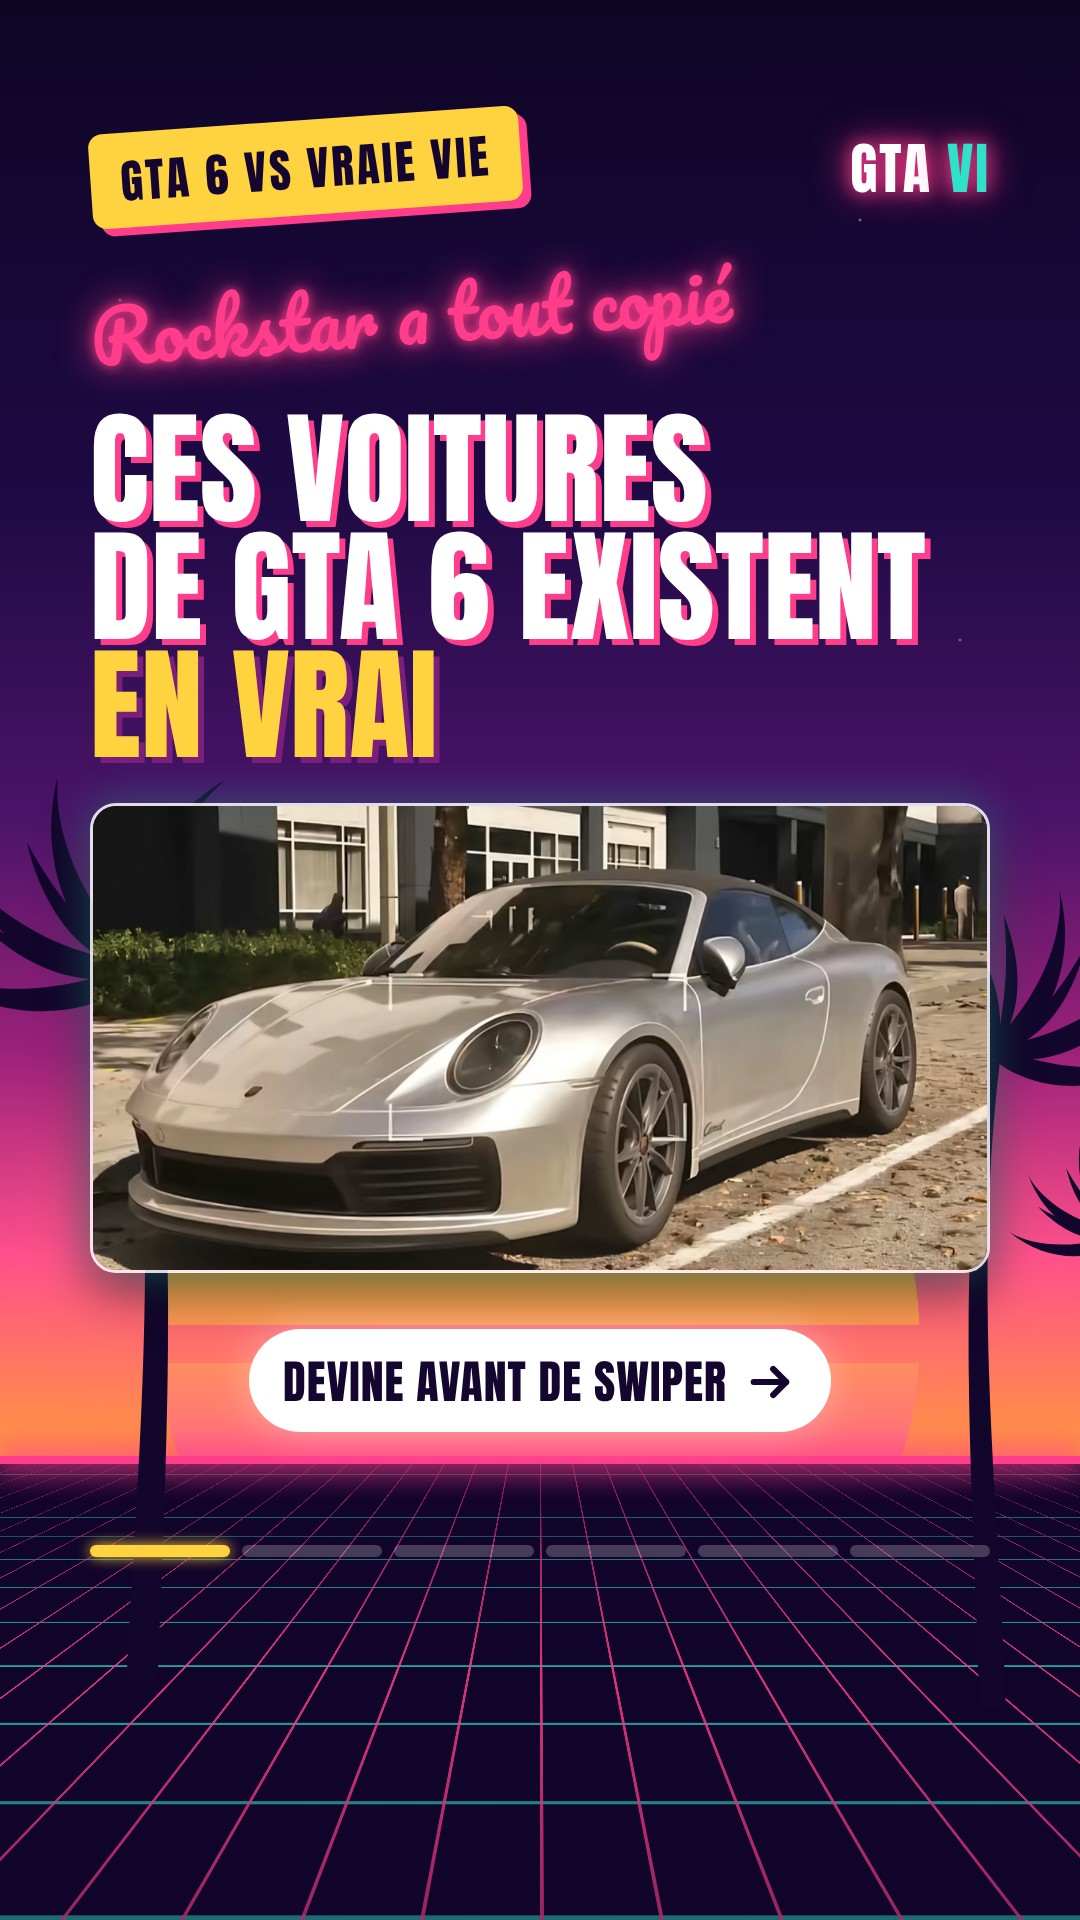 GTA 6 VS VRAIE VIE
GTA VI
Rockstar a tout copié
CES VOITURES
DE GTA 6 EXISTENT
EN VRAI
DEVINE AVANT DE SWIPER →